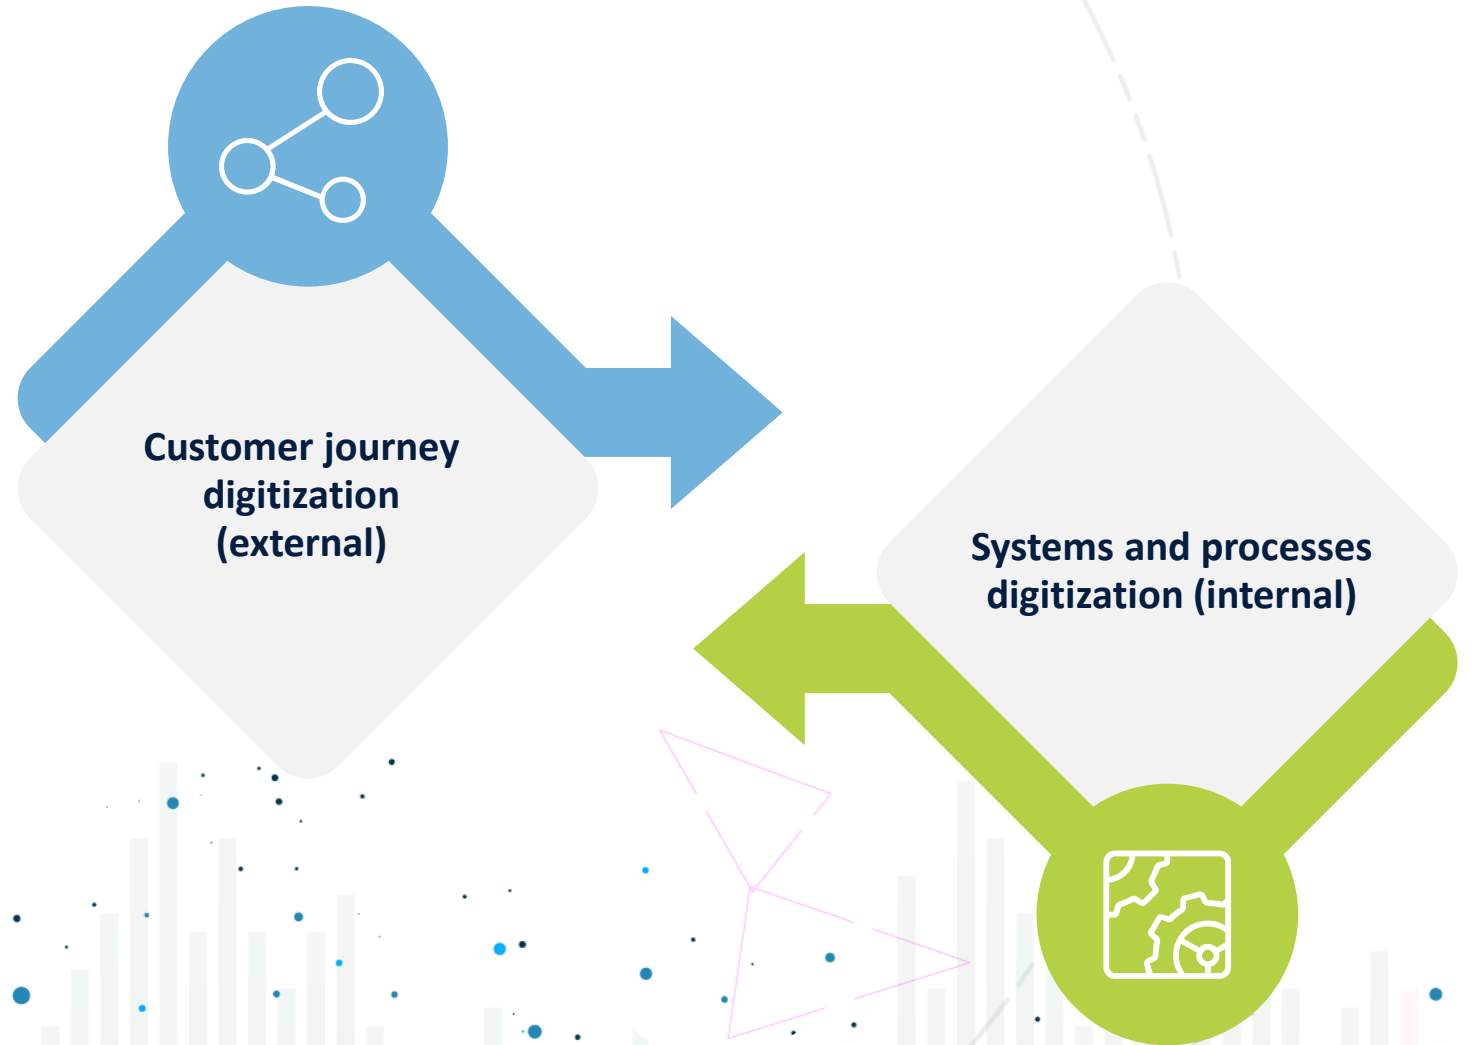 Customer journey
digitization
(external)
Systems and processes
digitization (internal)